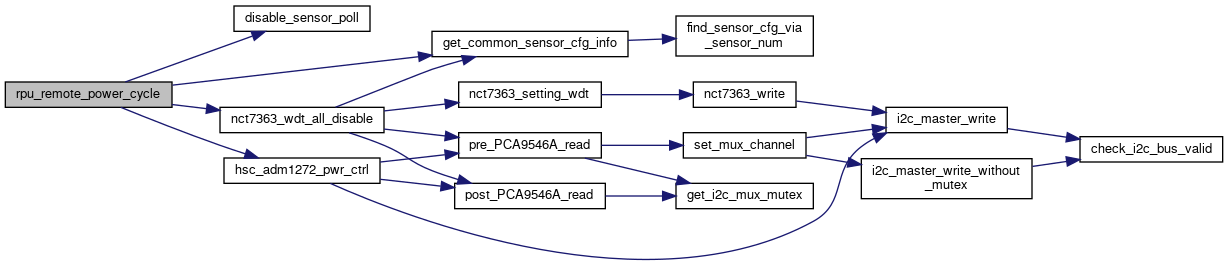 disable_sensor_poll
find_sensor_cfg_via
_sensor_num
get_common_sensor_cfg_info
rpu_remote_power_cycle
nct7363_setting_wdt
nct7363_write
nct7363_wdt_all_disable
i2c_master_write
pre_PCA9546A_read
set_mux_channel
check_i2c_bus_valid
hsc_adm1272_pwr_ctrl
i2c_master_write_without
_mutex
post_PCA9546A_read
get_i2c_mux_mutex